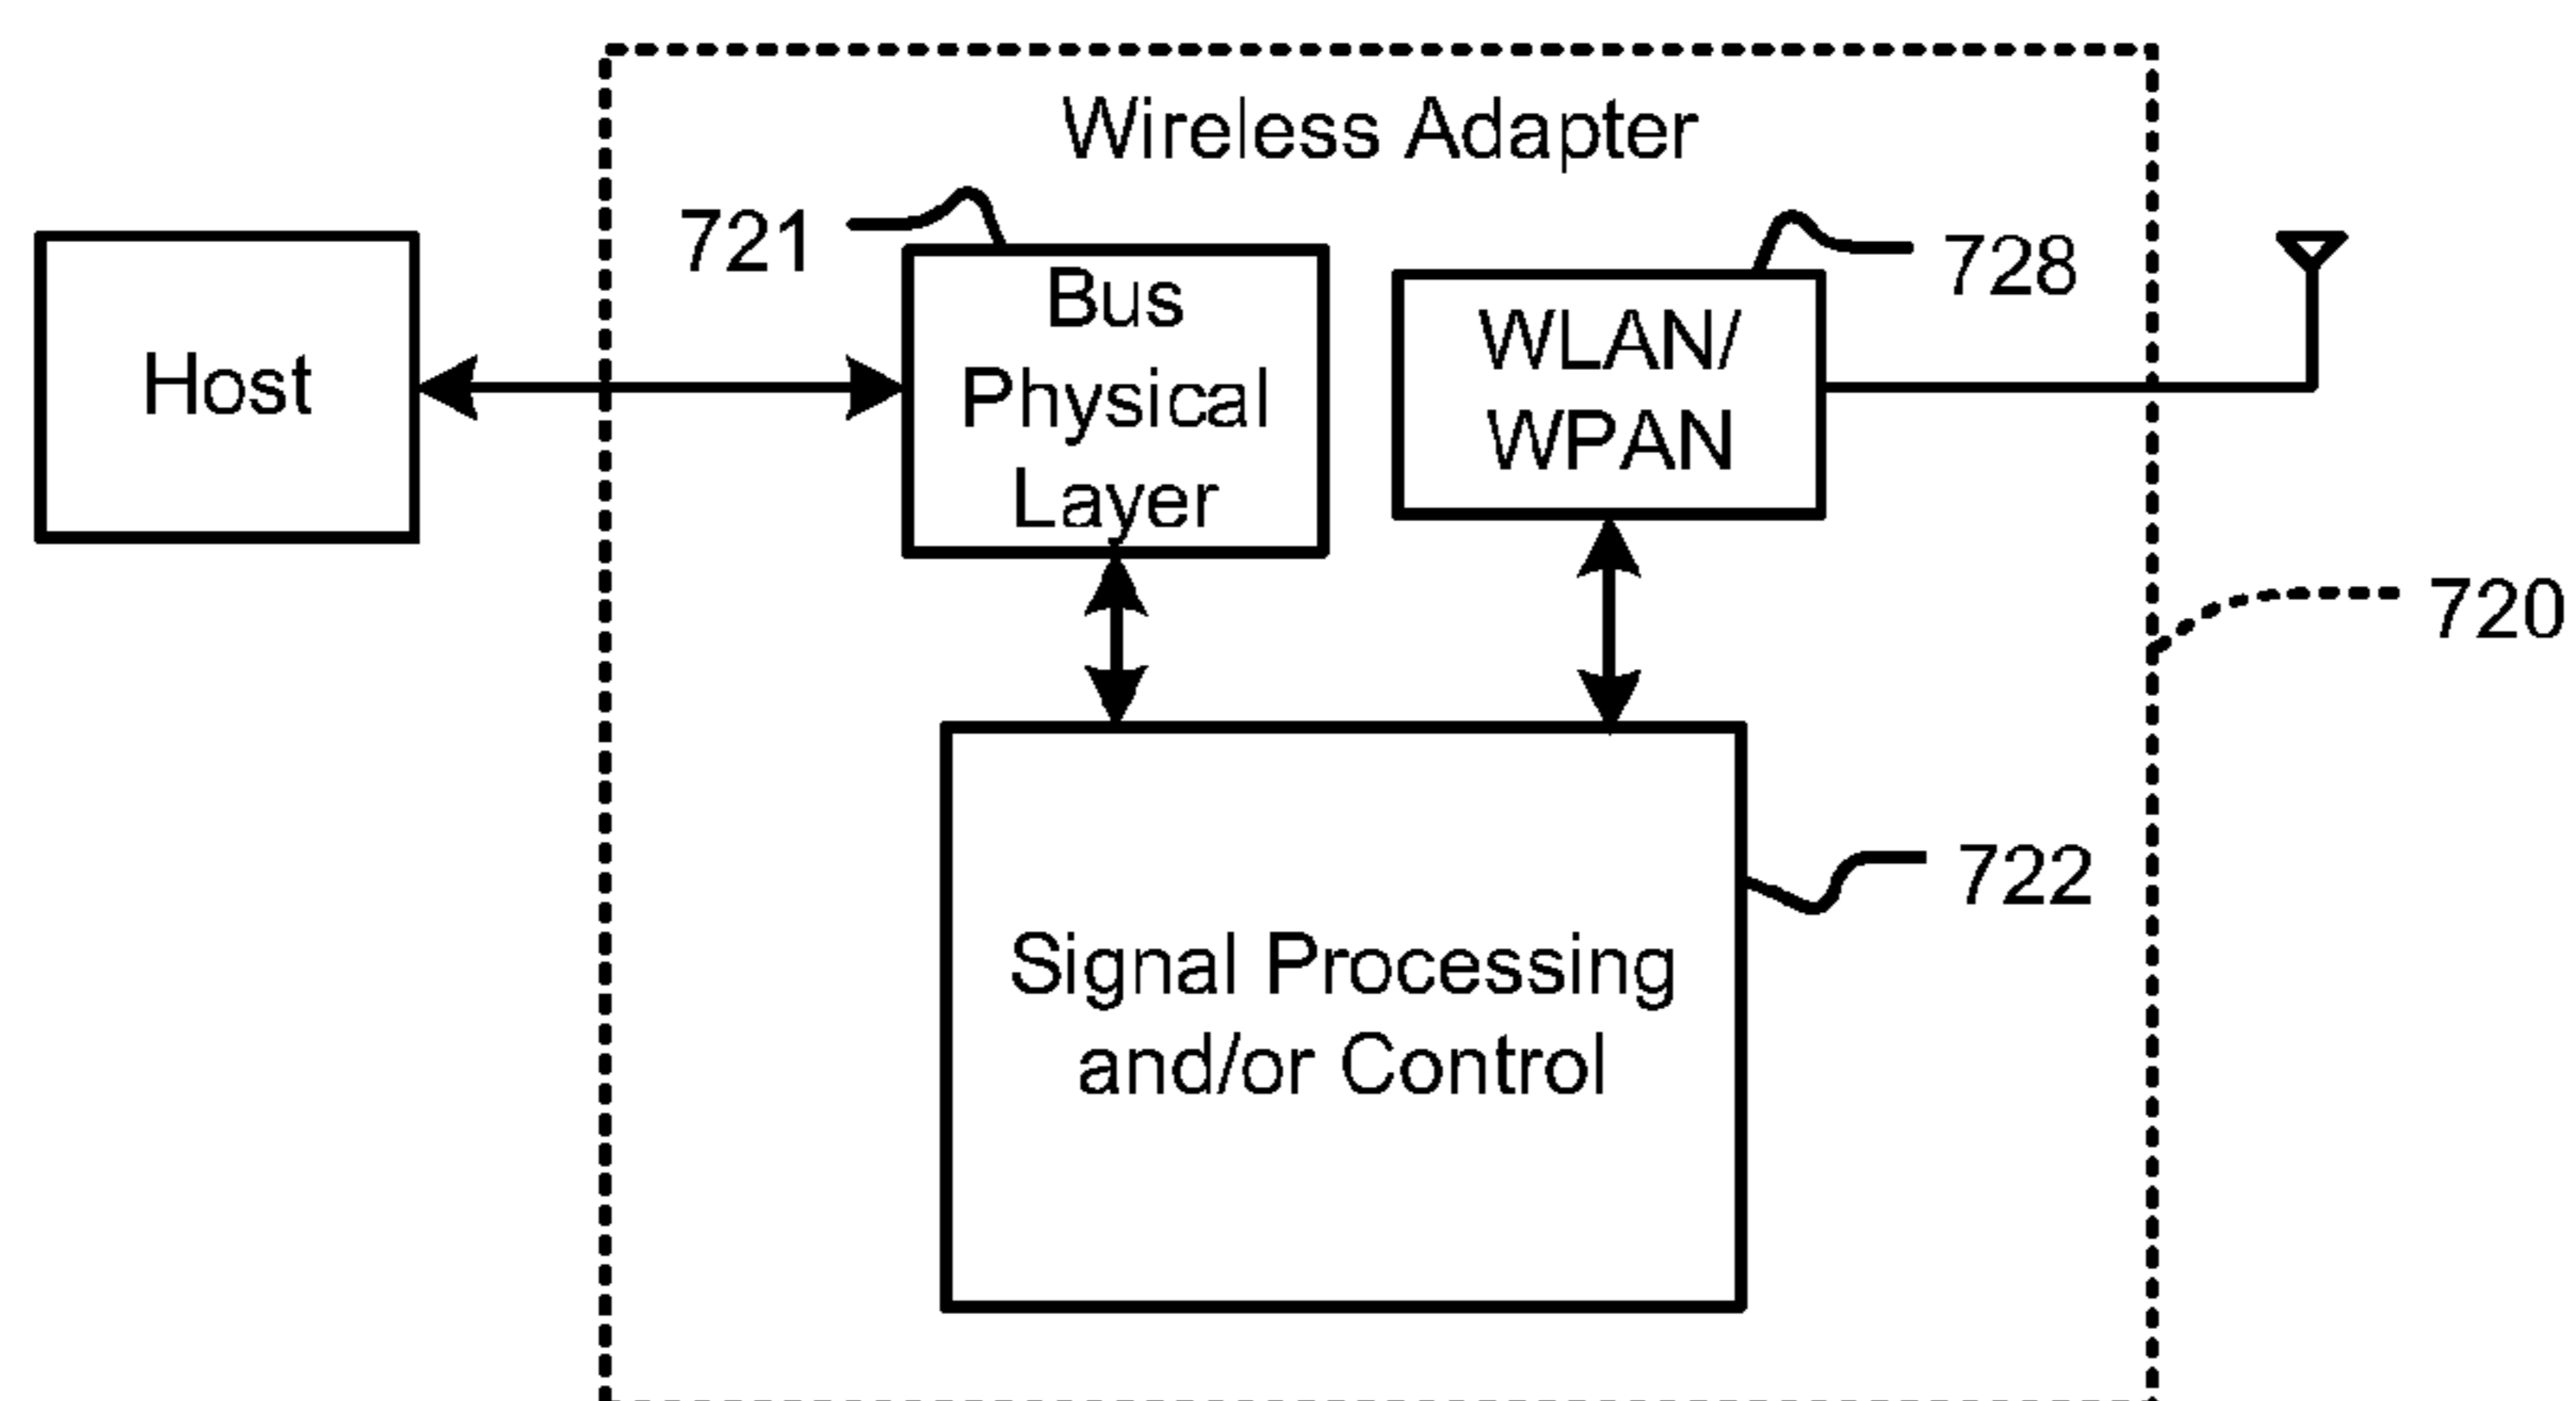 Wireless Adapter
721
728
Host
Bus
Physical
Layer
WLAN/
WPAN
720
722
Signal Processing
and/or Control